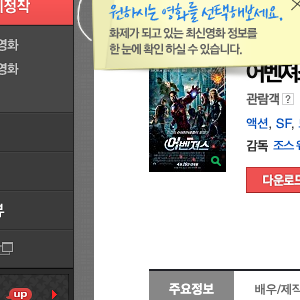 정작
원하시는 영화를 선택해보세요.
화제가 되고 있는 최신영화 정보를
한 눈에 확인 하실 수 있습니다.
영화
영화
어벤져
관람객 ?
액션, SF,
감독 조스
어벤져스
다운로드
up
주요정보
배우/제작